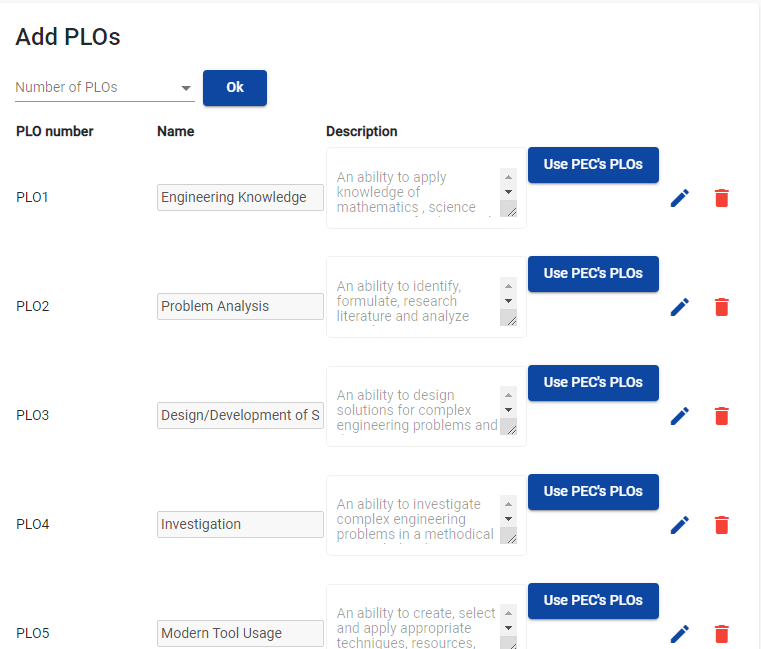 Add PLOs
Number of PLOs
Ok
PLO number Name Description
Use PEC's PLOs
PLO1 Engineering Knowledge
An ability to apply
knowledge of
mathematics , science
Use PEC's PLOs
PLO2 Problem Analysis
An ability to identify,
formulate, research
literature and analyze
Use PEC's PLOs
PLO3 Design/Development of S
An ability to design
solutions for complex
engineering problems and
Use PEC's PLOs
PLO4 Investigation
An ability to investigate
complex engineering
problems in a methodical
Use PEC's PLOs
PLO5 Modern Tool Usage
An ability to create, select
and apply appropriate
techniques, resources,